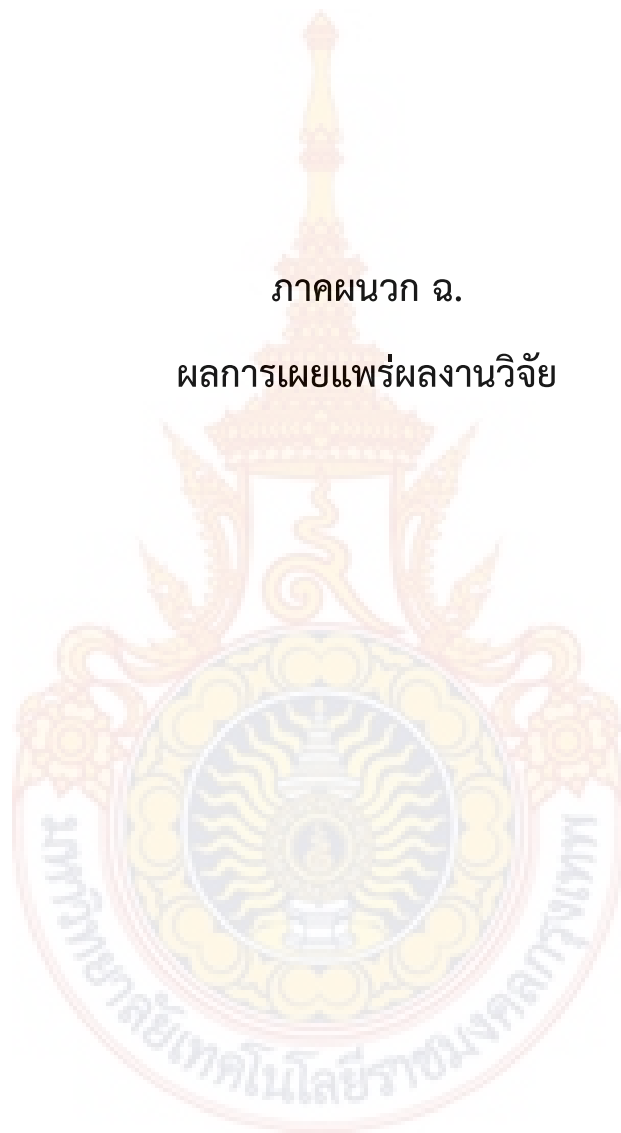 ภาคผนวก ฉ.
ผลการเผยแพร่ผลงานวิจัย
มหาวิทยาลัยเทคโนโลยีราชมงคลกรุงเทพ